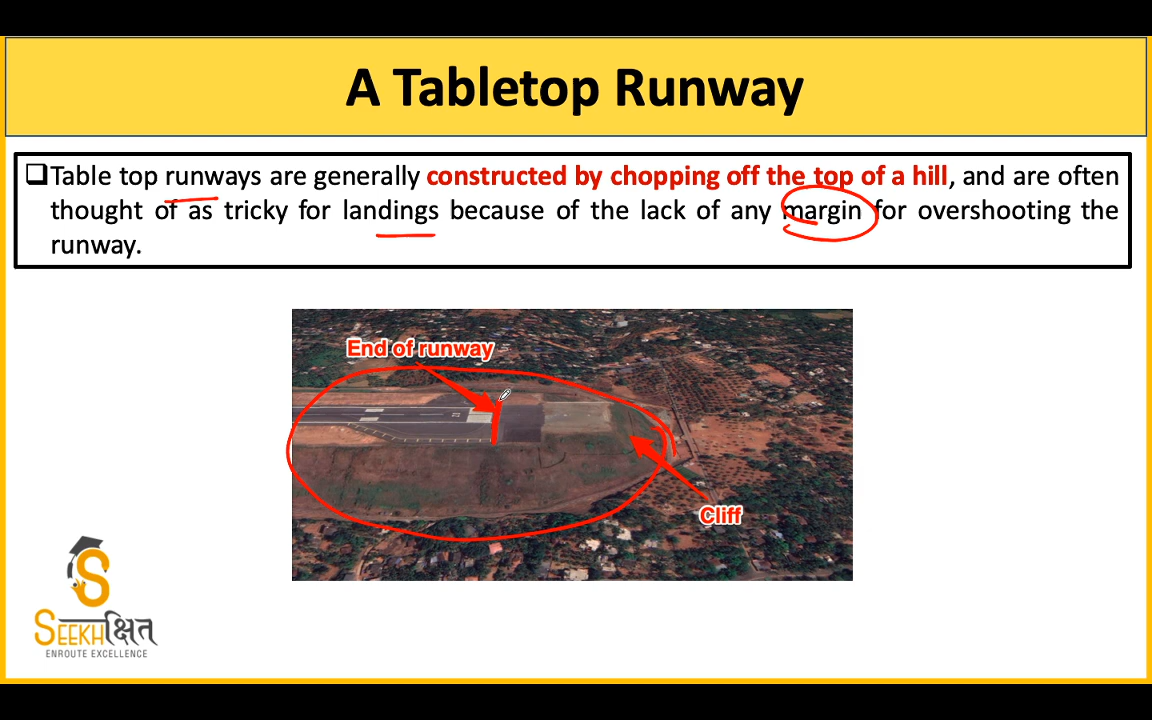 A Tabletop Runway
❑Table top runways are generally constructed by chopping off the top of a hill, and are often
thought of as tricky for landings because of the lack of any margin for overshooting the
runway.
End of runway
Cliff
SEEKHक्षित
ENROUTE EXCELLENCE